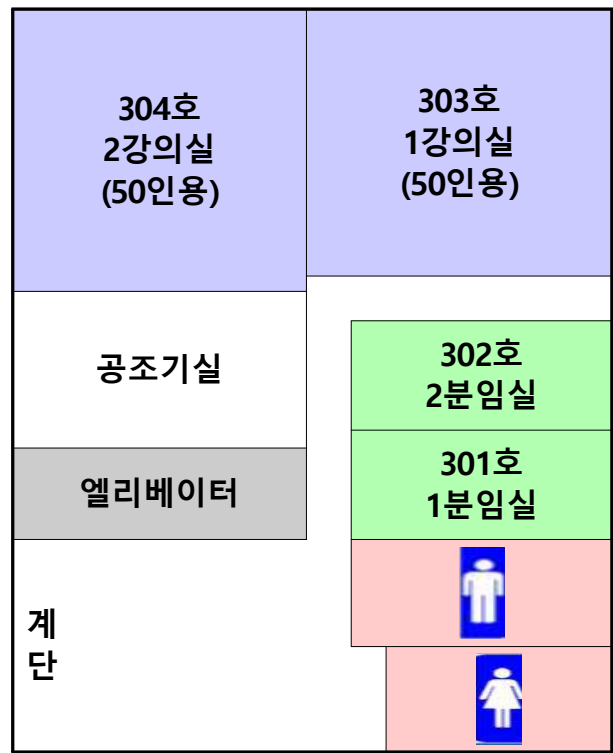 304호
2강의실
(50인용)
303호
1강의실
(50인용)
공조기실
302호
2분임실
엘리베이터
301호
1분임실
계
단